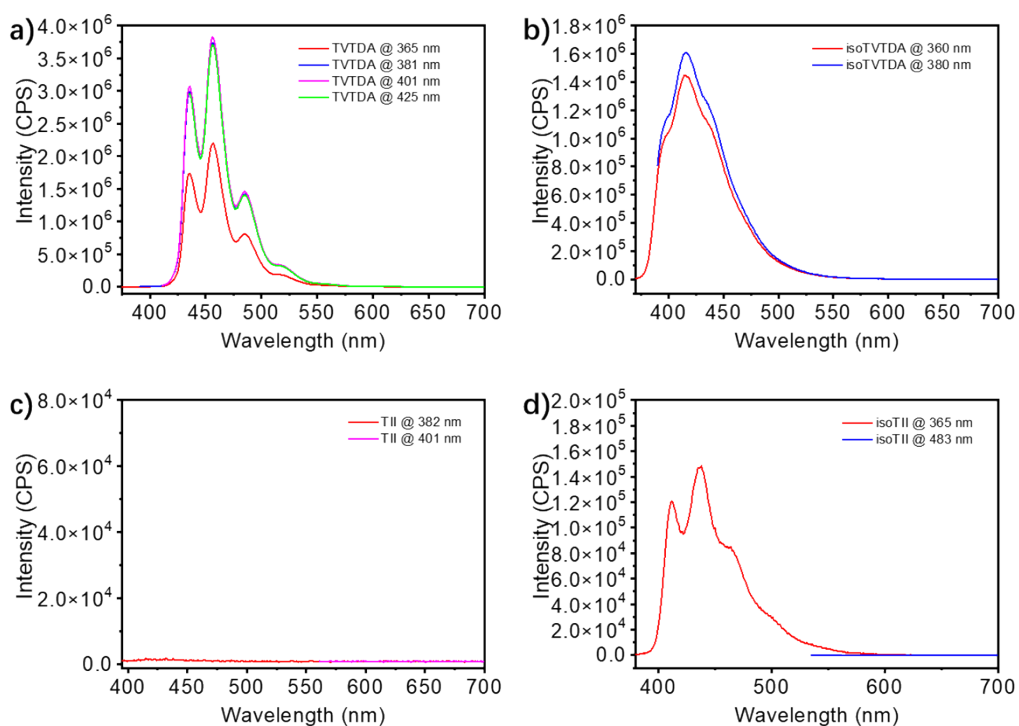 a)
4.0×10⁶
3.5×10⁶
3.0×10⁶
2.5×10⁶
2.0×10⁶
1.5×10⁶
1.0×10⁶
5.0×10⁵
0.0
Intensity (CPS)
TVTDA @ 365 nm
TVTDA @ 381 nm
TVTDA @ 401 nm
TVTDA @ 425 nm
400 450 500 550 600 650 700
Wavelength (nm)
b)
1.8×10⁶
1.6×10⁶
1.4×10⁶
1.2×10⁶
1.0×10⁶
8.0×10⁵
6.0×10⁵
4.0×10⁵
2.0×10⁵
0.0
Intensity (CPS)
isoTVTDA @ 360 nm
isoTVTDA @ 380 nm
400 450 500 550 600 650 700
Wavelength (nm)
c)
8.0×10⁴
6.0×10⁴
4.0×10⁴
2.0×10⁴
0.0
Intensity (CPS)
TII @ 382 nm
TII @ 401 nm
400 450 500 550 600 650 700
Wavelength (nm)
d)
2.0×10⁵
1.8×10⁵
1.6×10⁵
1.4×10⁵
1.2×10⁵
1.0×10⁵
8.0×10⁴
6.0×10⁴
4.0×10⁴
2.0×10⁴
0.0
Intensity (CPS)
isoTII @ 365 nm
isoTII @ 483 nm
400 500 600 700
Wavelength (nm)